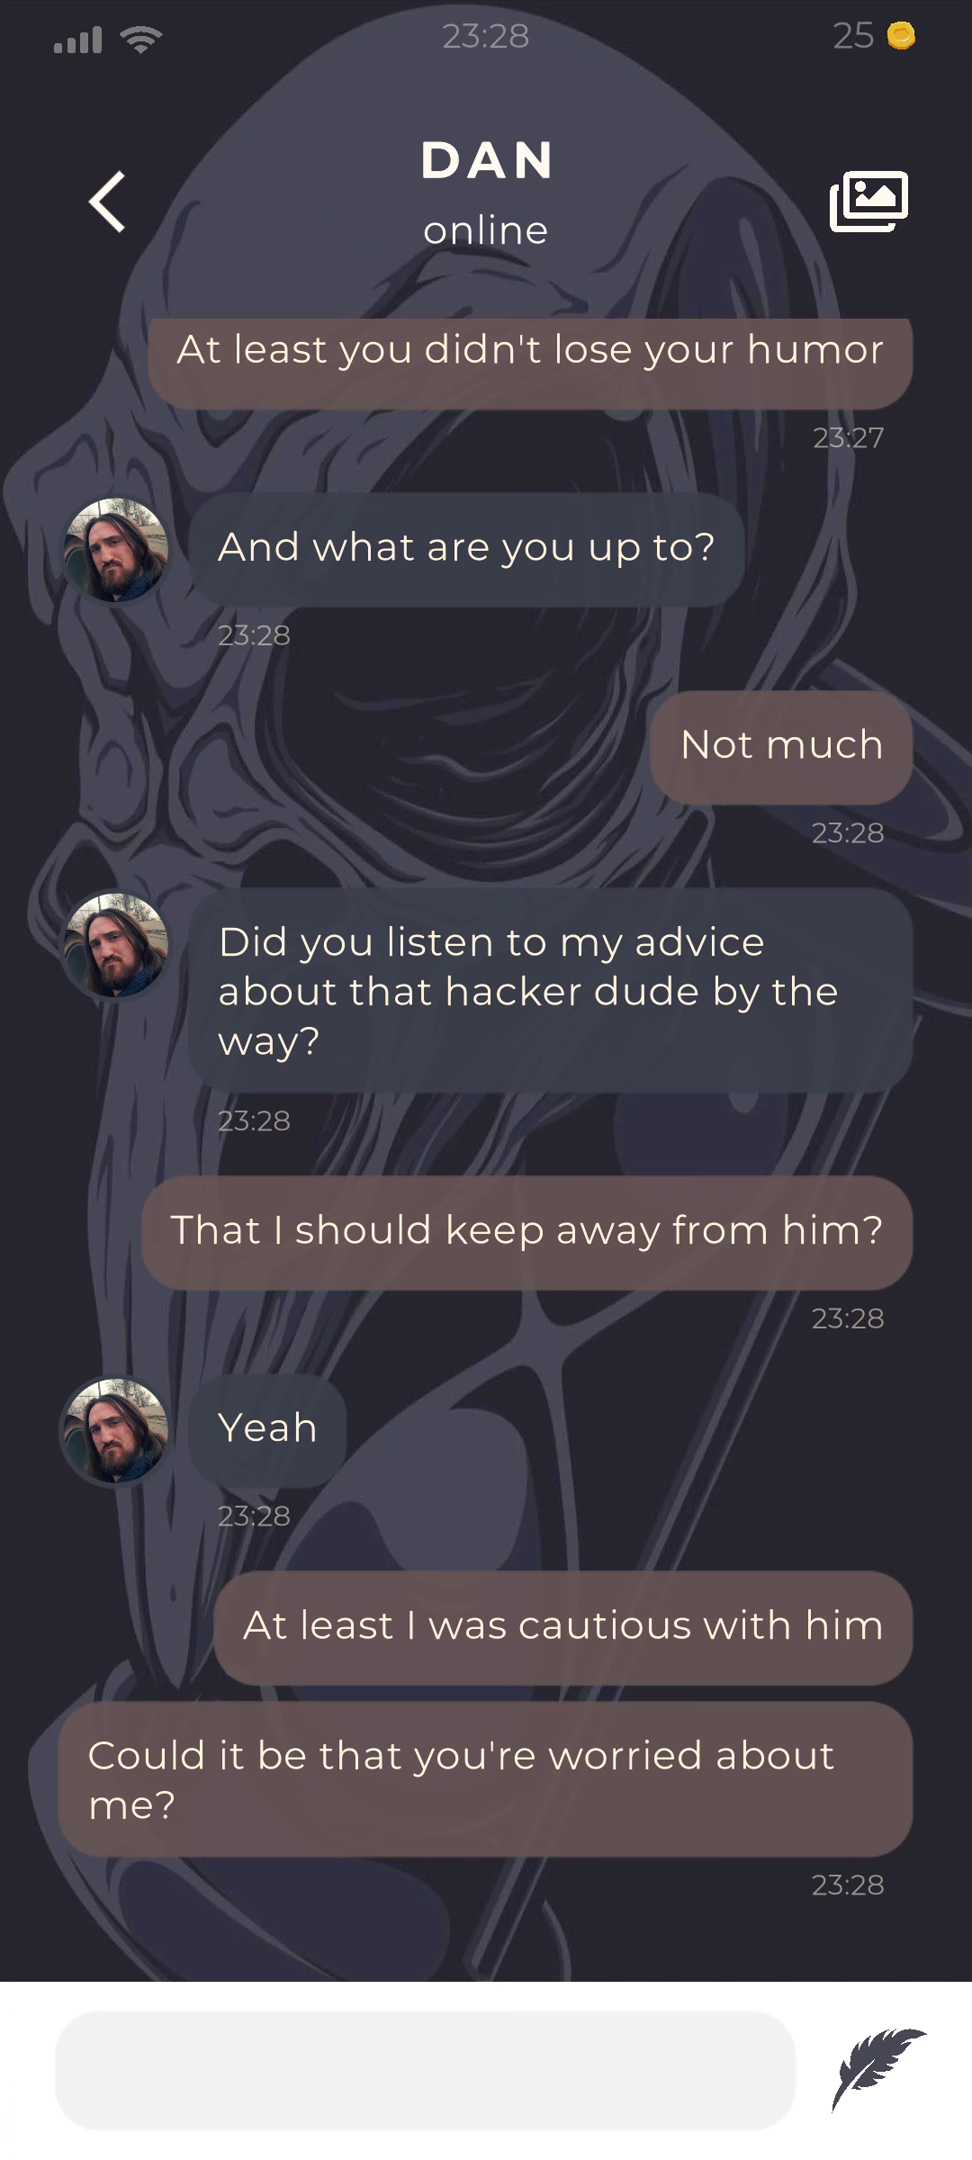 23:28
25
DAN
online
At least you didn't lose your humor
23:27
And what are you up to?
23:28
Not much
23:28
Did you listen to my advice
about that hacker dude by the
way?
23:28
That I should keep away from him?
23:28
Yeah
23:28
At least I was cautious with him
Could it be that you're worried about
me?
23:28